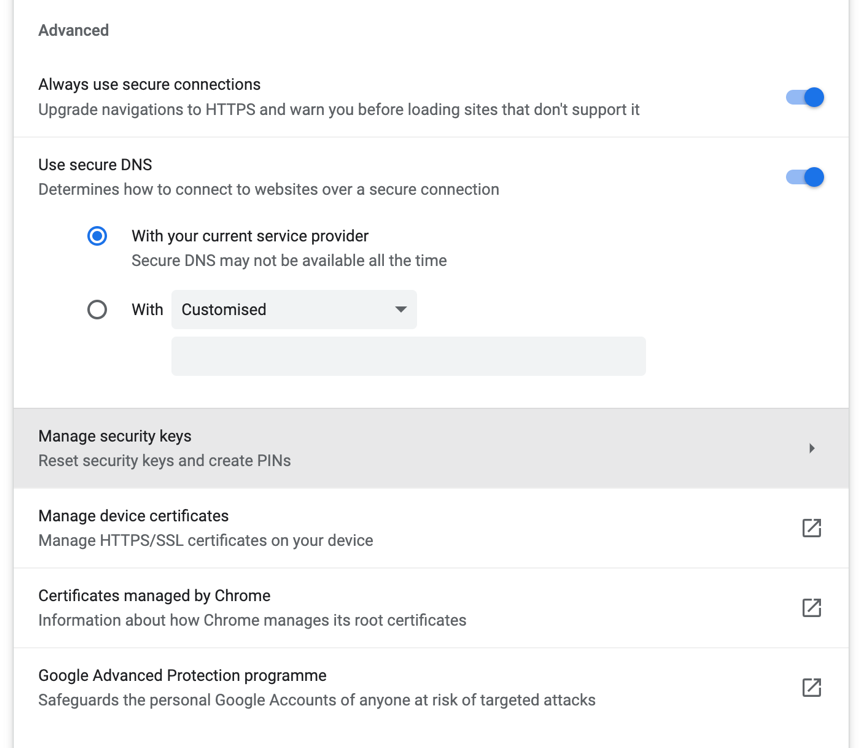 Advanced
Always use secure connections
Upgrade navigations to HTTPS and warn you before loading sites that don't support it
Use secure DNS
Determines how to connect to websites over a secure connection
With your current service provider
Secure DNS may not be available all the time
With Customised
Manage security keys
Reset security keys and create PINs
Manage device certificates
Manage HTTPS/SSL certificates on your device
Certificates managed by Chrome
Information about how Chrome manages its root certificates
Google Advanced Protection programme
Safeguards the personal Google Accounts of anyone at risk of targeted attacks